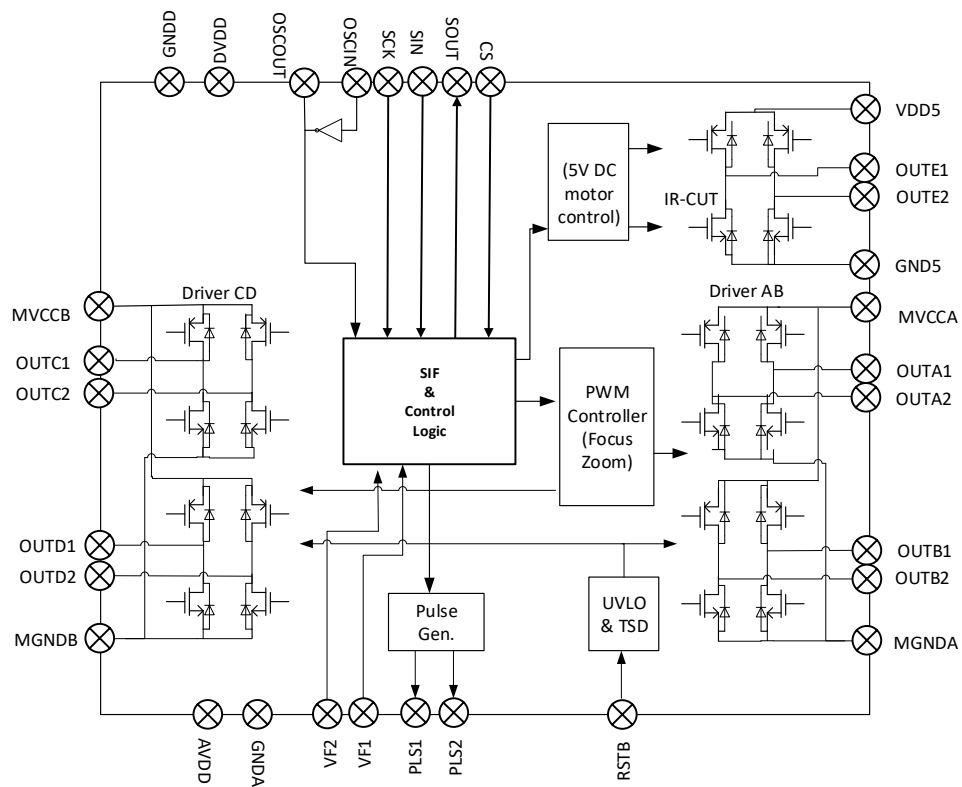 GNDD
DVDD
OSCOUT
OSCIN
SCK
SIN
SOUT
CS
VDD5
OUTE1
OUTE2
GND5
(5V DC
motor
control)
IR-CUT
Driver CD
Driver AB
MVCCB
OUTC1
OUTC2
MVCCA
OUTA1
OUTA2
SIF
&
Control
Logic
PWM
Controller
(Focus
Zoom)
OUTD1
OUTD2
MGNDB
OUTB1
OUTB2
MGNDA
Pulse
Gen.
UVLO
& TSD
AVDD
GNDA
VF2
VF1
PLS1
PLS2
RSTB